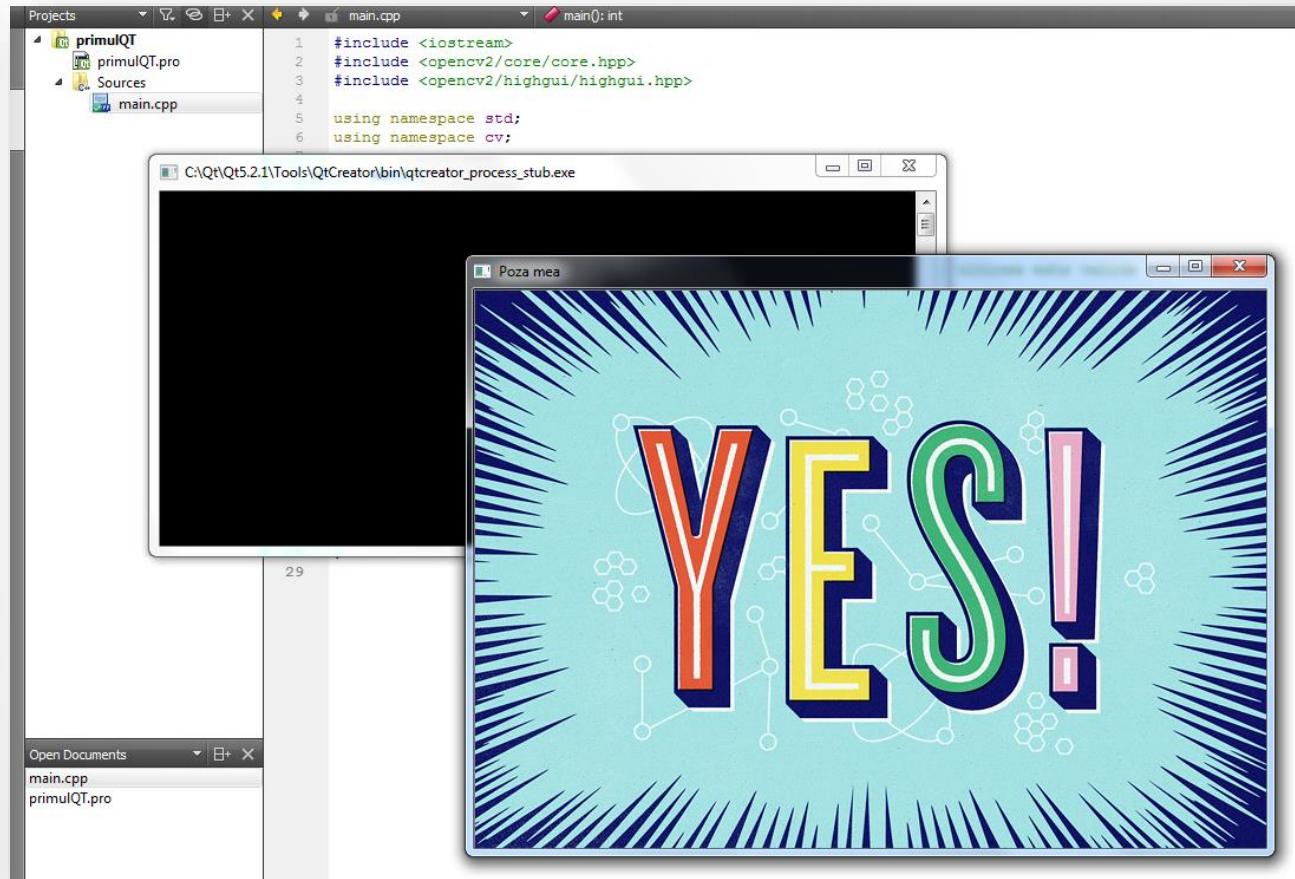 Projects
main.cpp
main(): int
primulQT
primulQT.pro
Sources
main.cpp
1 #include <iostream>
2 #include <opencv2/core/core.hpp>
3 #include <opencv2/highgui/highgui.hpp>
4
5 using namespace std;
6 using namespace cv;
C:\Qt\Qt5.2.1\Tools\QtCreator\bin\qtcreator_process_stub.exe
Poza mea
YES!
29
Open Documents
main.cpp
primulQT.pro